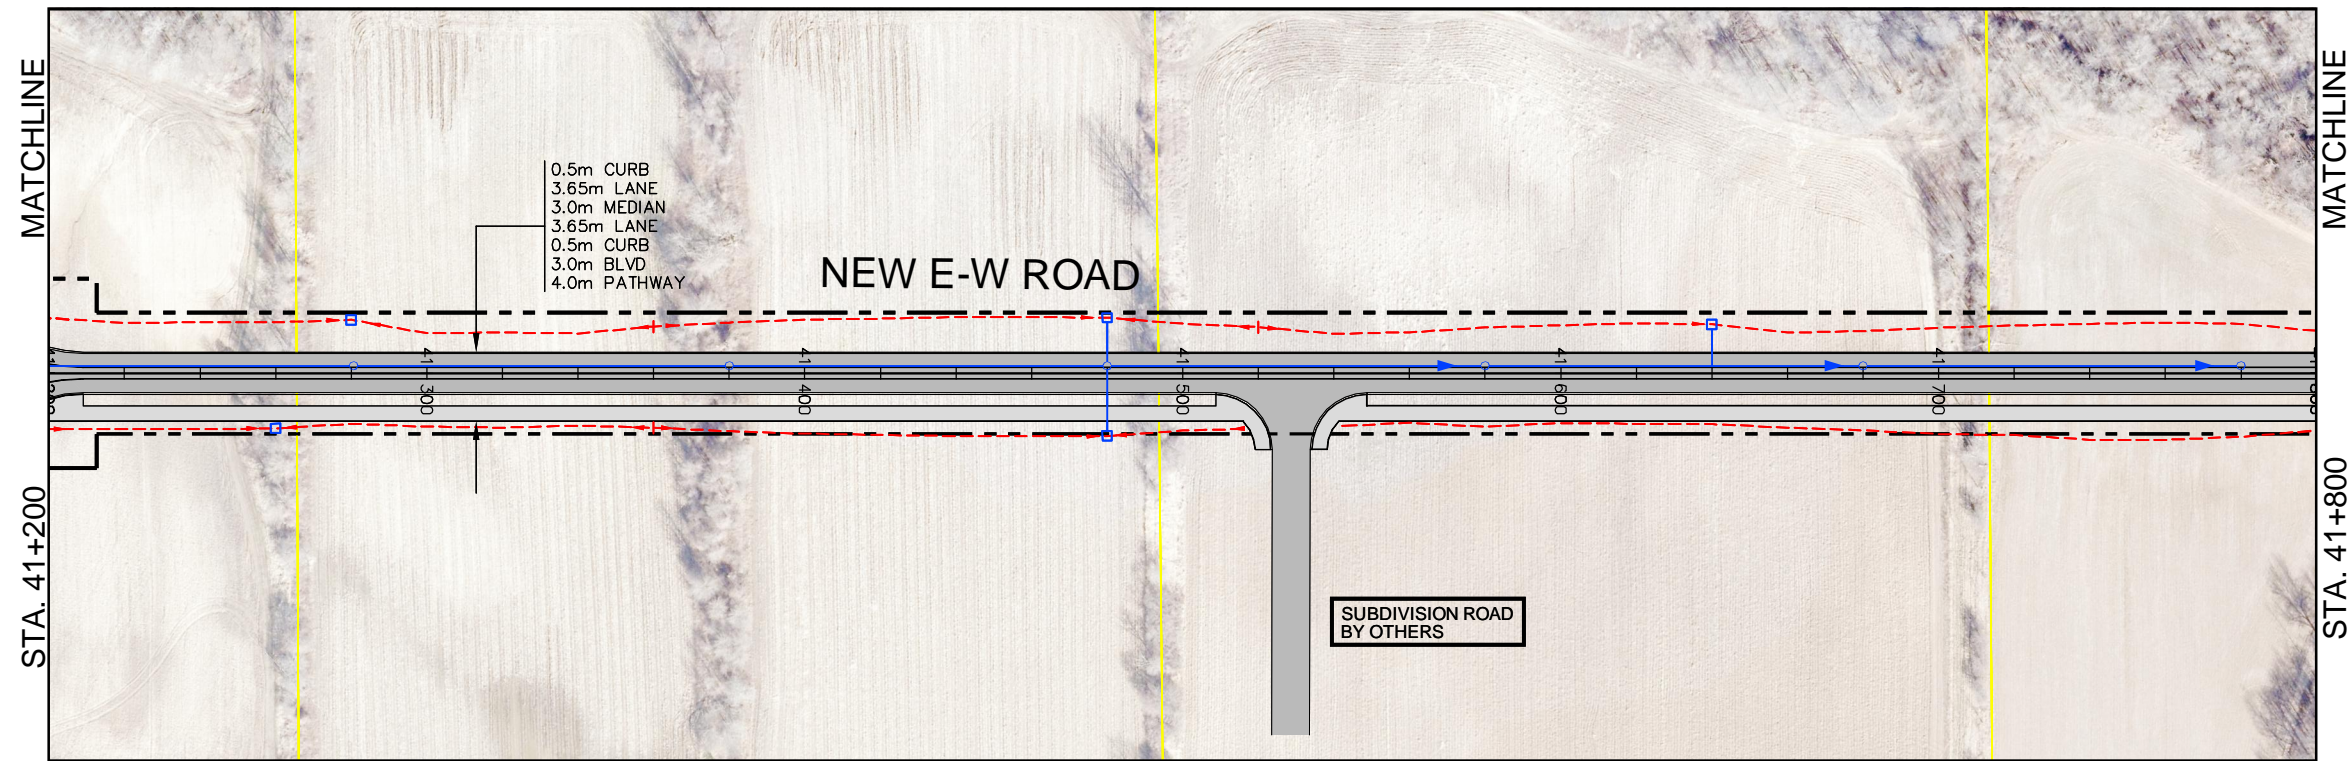 MATCHLINE
STA. 41+200
0.5m CURB
3.65m LANE
3.0m MEDIAN
3.65m LANE
0.5m CURB
3.0m BLVD
4.0m PATHWAY
NEW E-W ROAD
41
300
41
400
41
500
41
600
41
700
SUBDIVISION ROAD
BY OTHERS
MATCHLINE
STA. 41+800